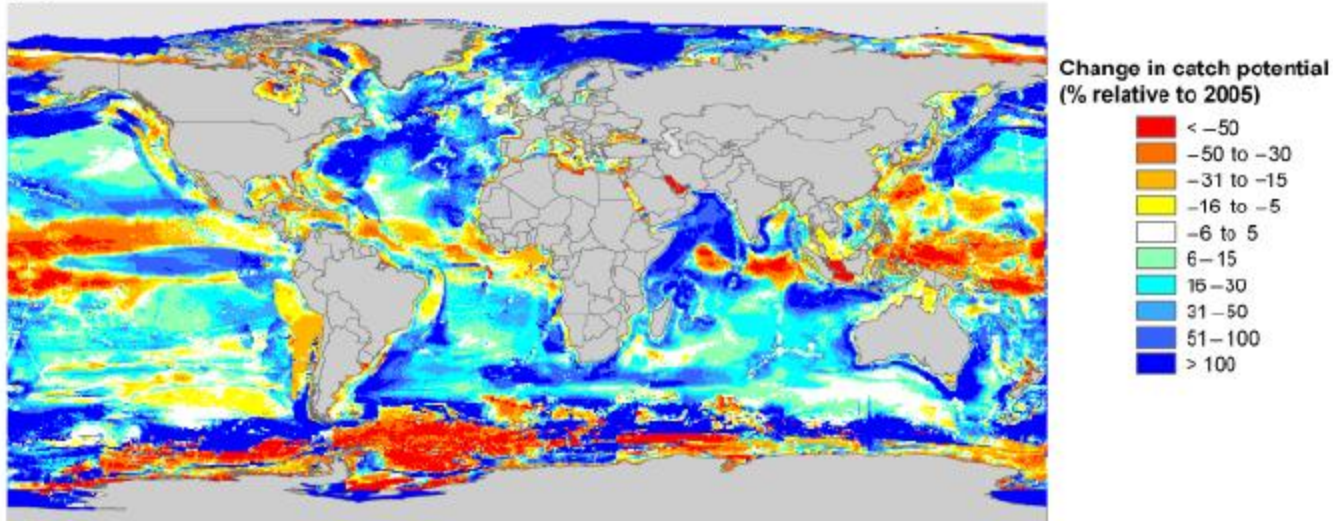 Change in catch potential
(% relative to 2005)
< −50
−50 to −30
−31 to −15
−16 to −5
−6 to 5
6−15
16−30
31−50
51−100
> 100